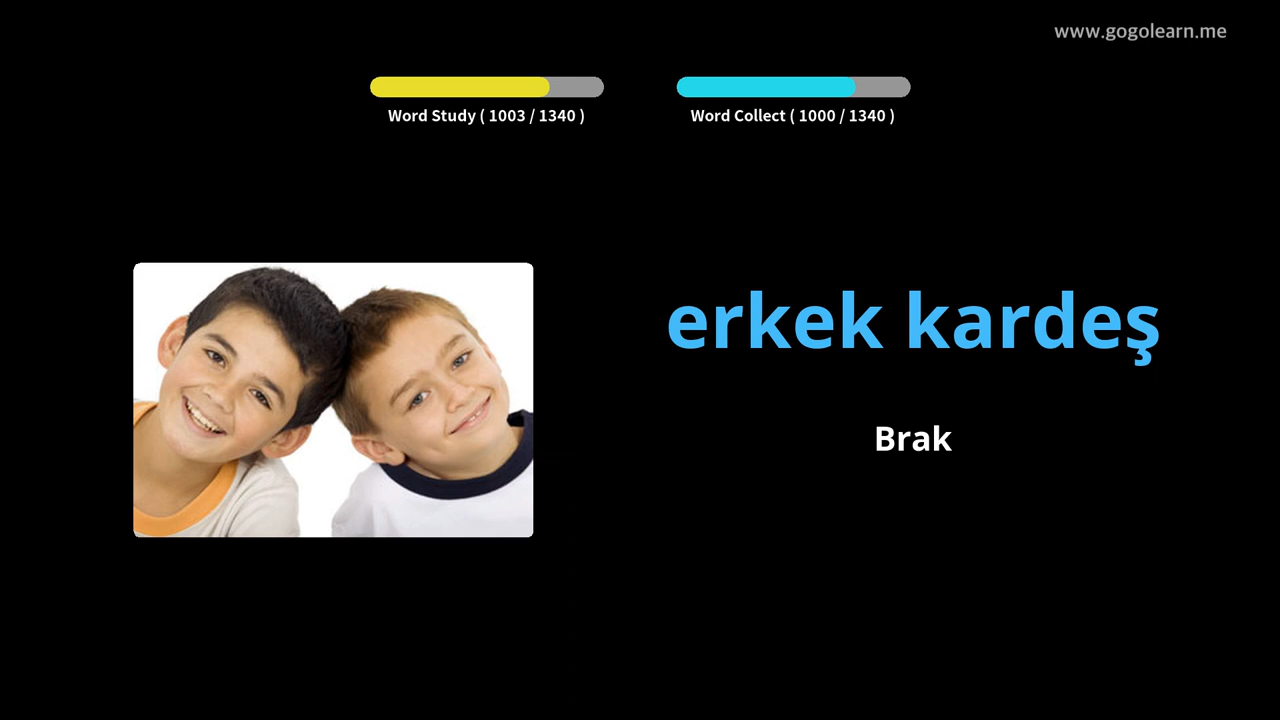 www.gogolearn.me
Word Study ( 1003 / 1340 )
Word Collect ( 1000 / 1340 )
erkek kardeş
Brak